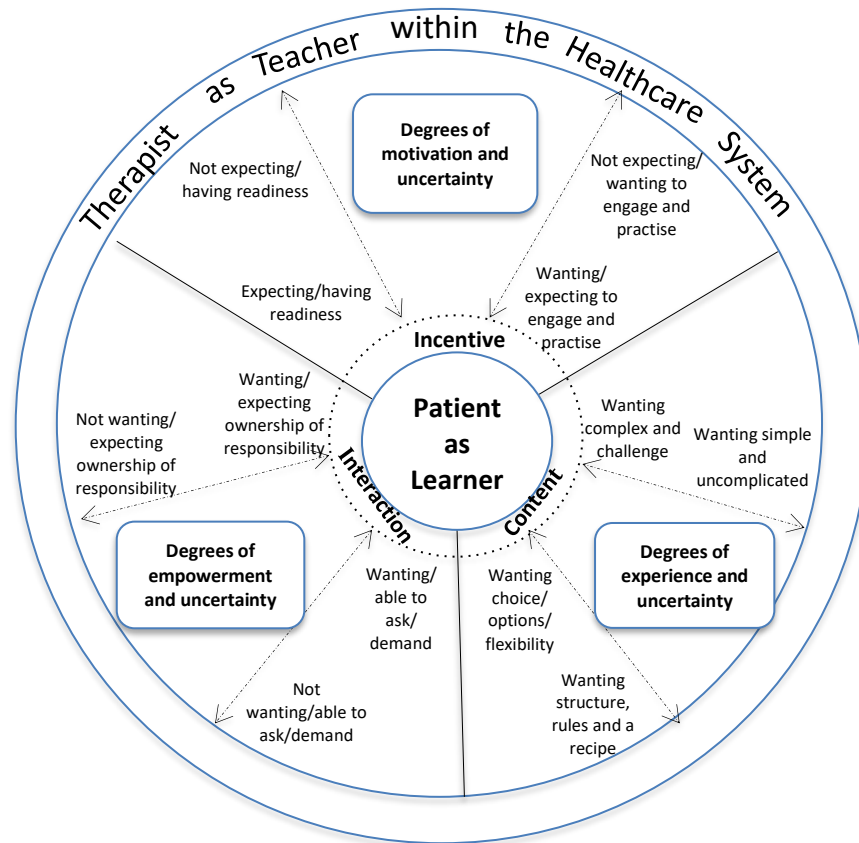 Therapist as Teacher within the Healthcare System
Degrees of
motivation and
uncertainty
Not expecting/
having readiness
Not expecting/
wanting to
engage and
practise
Expecting/having
readiness
Wanting/
expecting to
engage and
practise
Incentive
Patient
as
Learner
Wanting/
expecting
ownership of
responsibility
Not wanting/
expecting
ownership of
responsibility
Interaction
Wanting
complex and
challenge
Wanting simple
and
uncomplicated
Content
Degrees of
empowerment
and uncertainty
Degrees of
experience and
uncertainty
Wanting/
able to
ask/
demand
Wanting
choice/
options/
flexibility
Not
wanting/able to
ask/demand
Wanting
structure,
rules and a
recipe